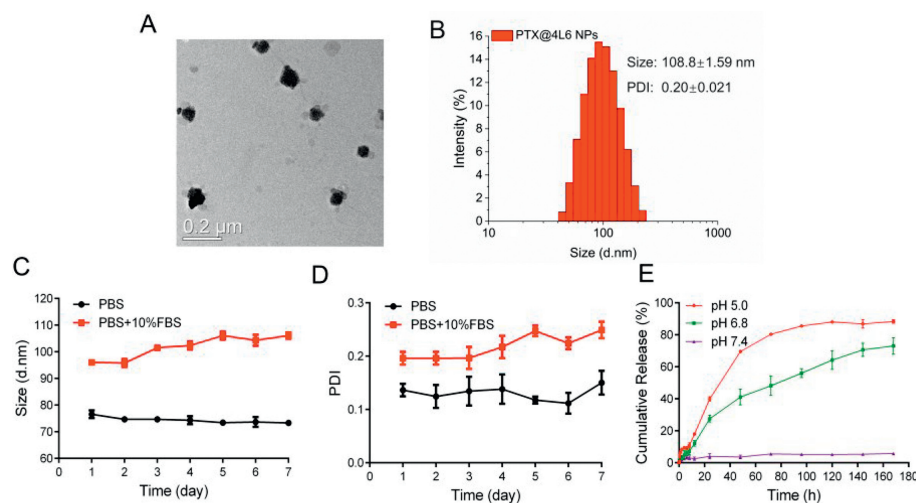 A
0.2 µm
B
PTX@4L6 NPs
Size: 108.8±1.59 nm
PDI: 0.20±0.021
Intensity (%)
16
14
12
10
8
6
4
2
0
10
100
1000
Size (d.nm)
C
PBS
PBS+10%FBS
Size (d.nm)
120
110
100
90
80
70
60
0
1
2
3
4
5
6
7
Time (day)
D
PBS
PBS+10%FBS
PDI
0.3
0.2
0.1
0.0
0
1
2
3
4
5
6
7
Time (day)
E
pH 5.0
pH 6.8
pH 7.4
Cumulative Release (%)
100
80
60
40
20
0
0
20
40
60
80
100
120
140
160
180
Time (h)